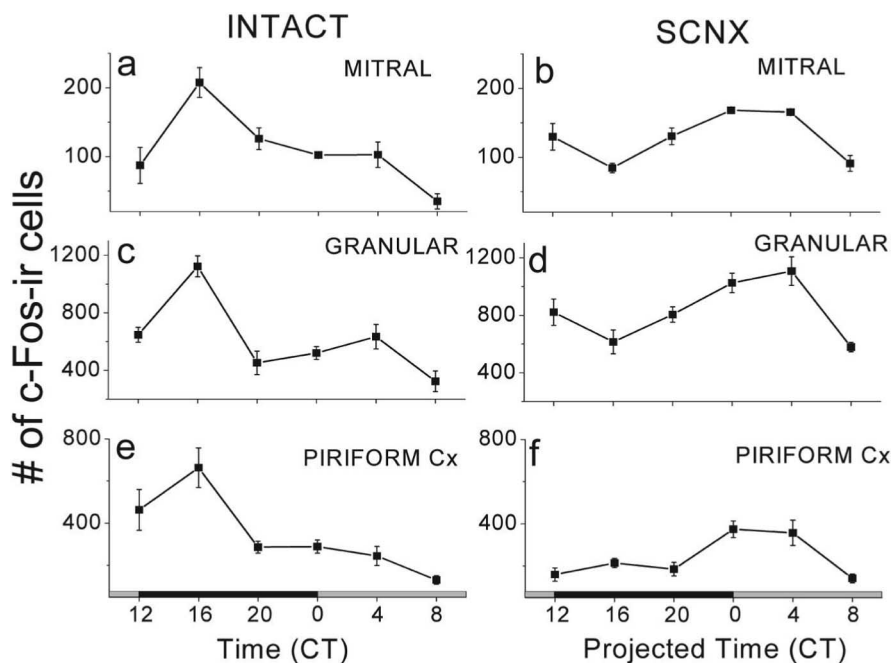 INTACT
SCNX
# of c-Fos-ir cells
a
MITRAL
200
100
b
MITRAL
200
100
c
GRANULAR
1200
800
400
d
GRANULAR
1200
800
400
e
PIRIFORM Cx
800
400
f
PIRIFORM Cx
800
400
12 16 20 0 4 8
Time (CT)
12 16 20 0 4 8
Projected Time (CT)